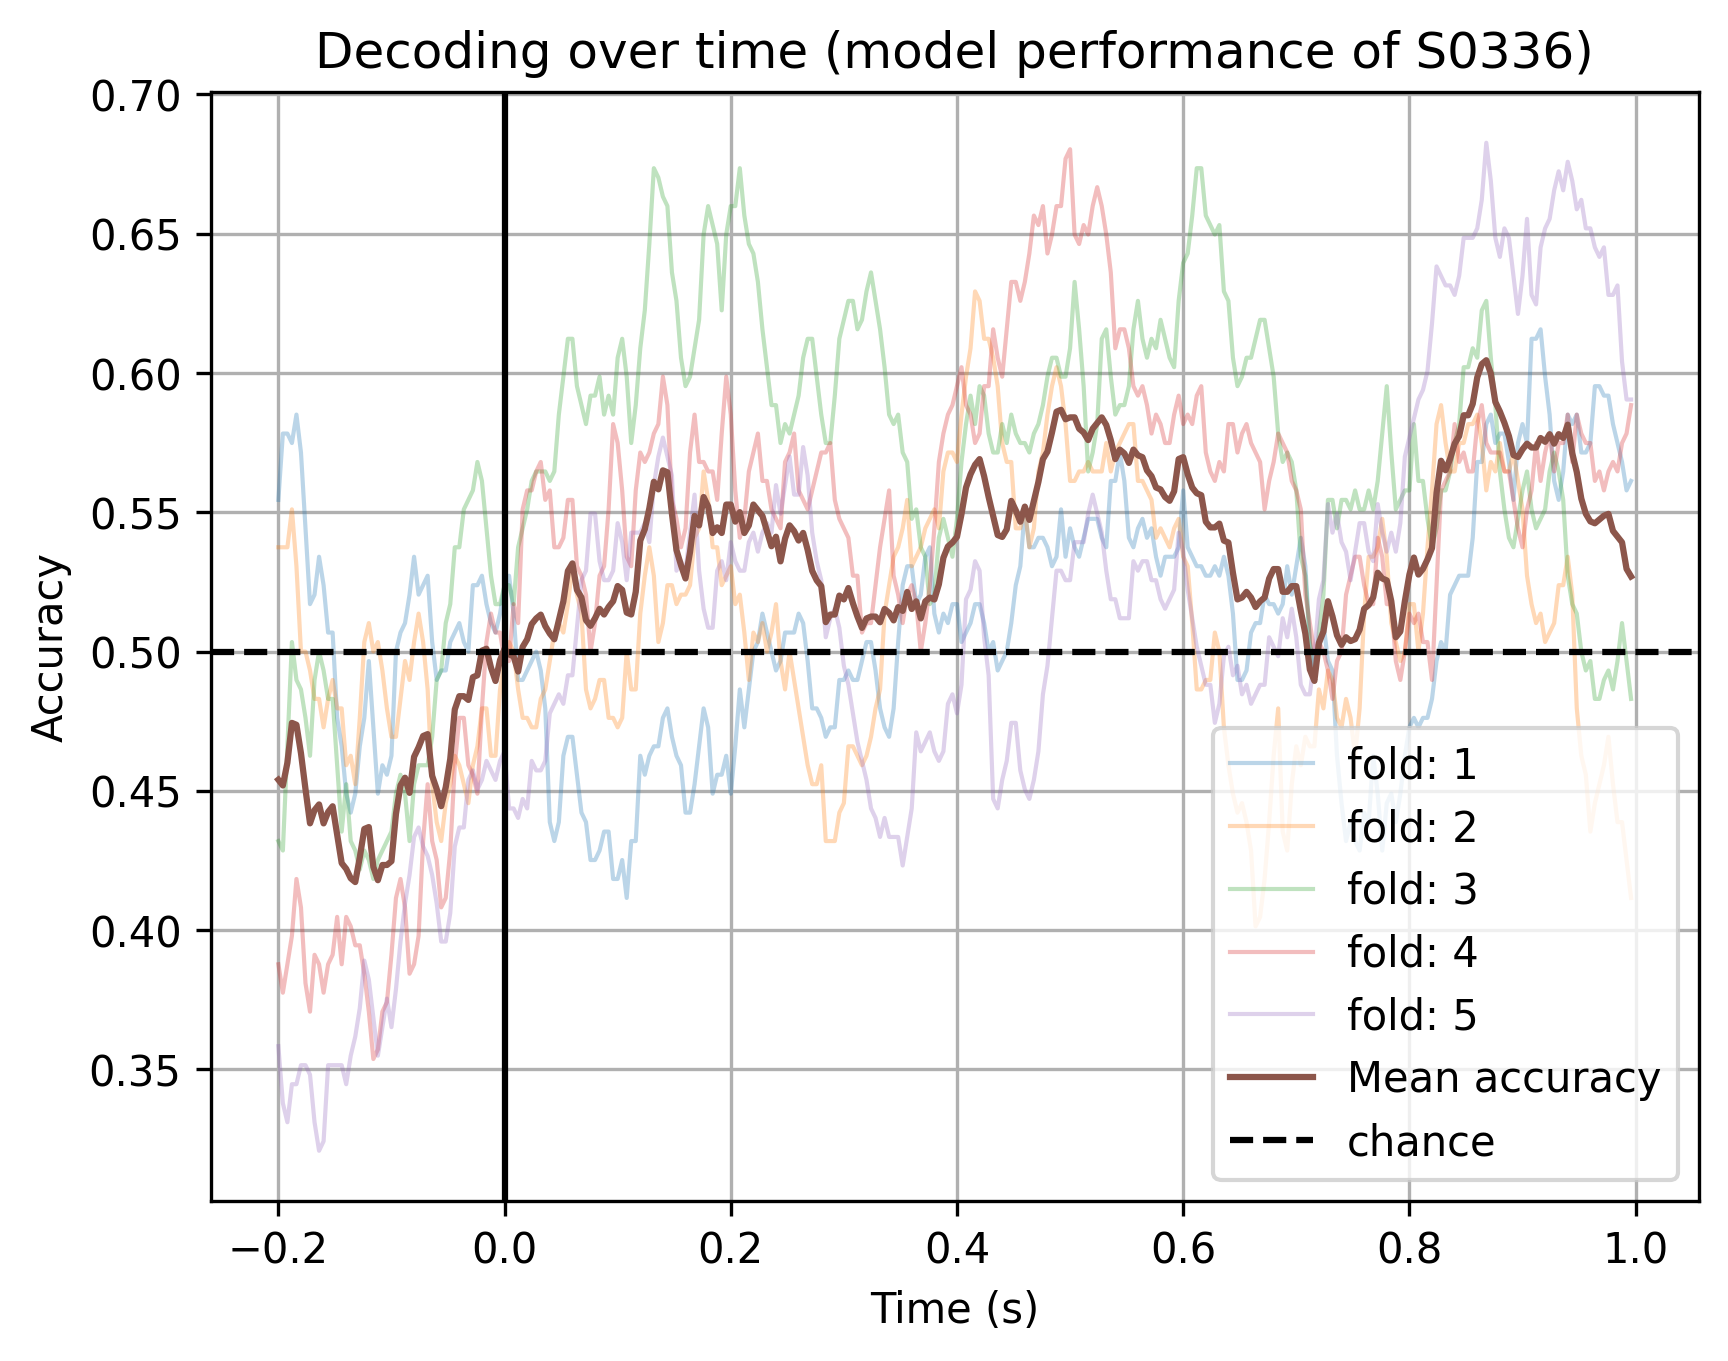 Decoding over time (model performance of S0336)
0.70
0.65
0.60
0.55
0.50
0.45
0.40
0.35
Accuracy
−0.2 0.0 0.2 0.4 0.6 0.8 1.0
Time (s)
fold: 1
fold: 2
fold: 3
fold: 4
fold: 5
Mean accuracy
chance